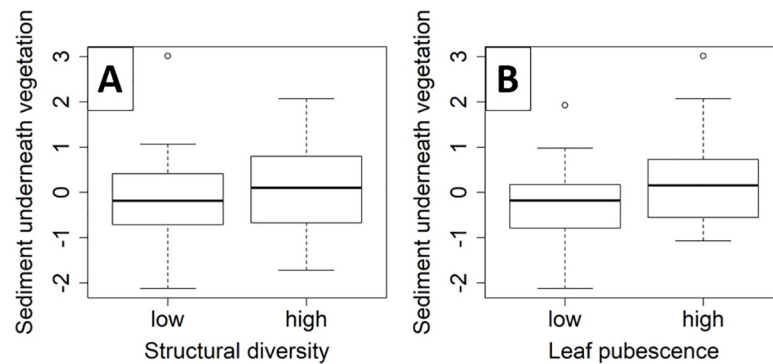 A
Sediment underneath vegetation
3
2
1
0
-1
-2
low
high
Structural diversity
B
Sediment underneath vegetation
3
2
1
0
-1
-2
low
high
Leaf pubescence